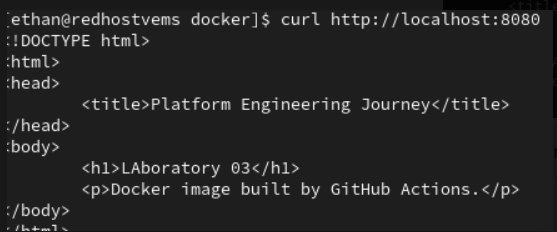 [ethan@redhostvems docker]$ curl http://localhost:8080
<!DOCTYPE html>
<html>
<head>
<title>Platform Engineering Journey</title>
</head>
<body>
<h1>LAboratory 03</h1>
<p>Docker image built by GitHub Actions.</p>
</body>
</html>